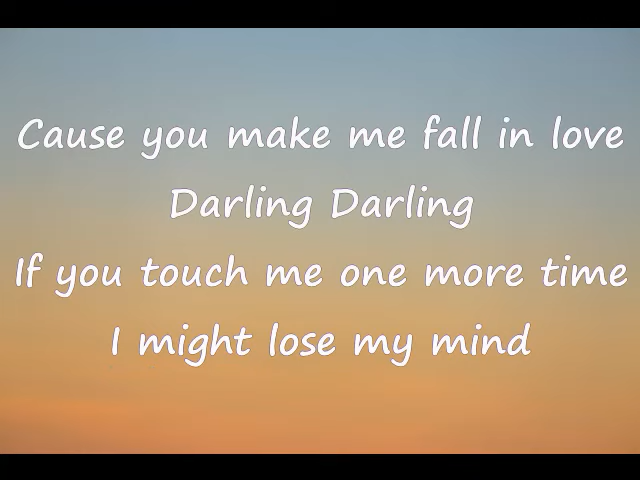 Cause you make me fall in love
Darling Darling
If you touch me one more time
I might lose my mind